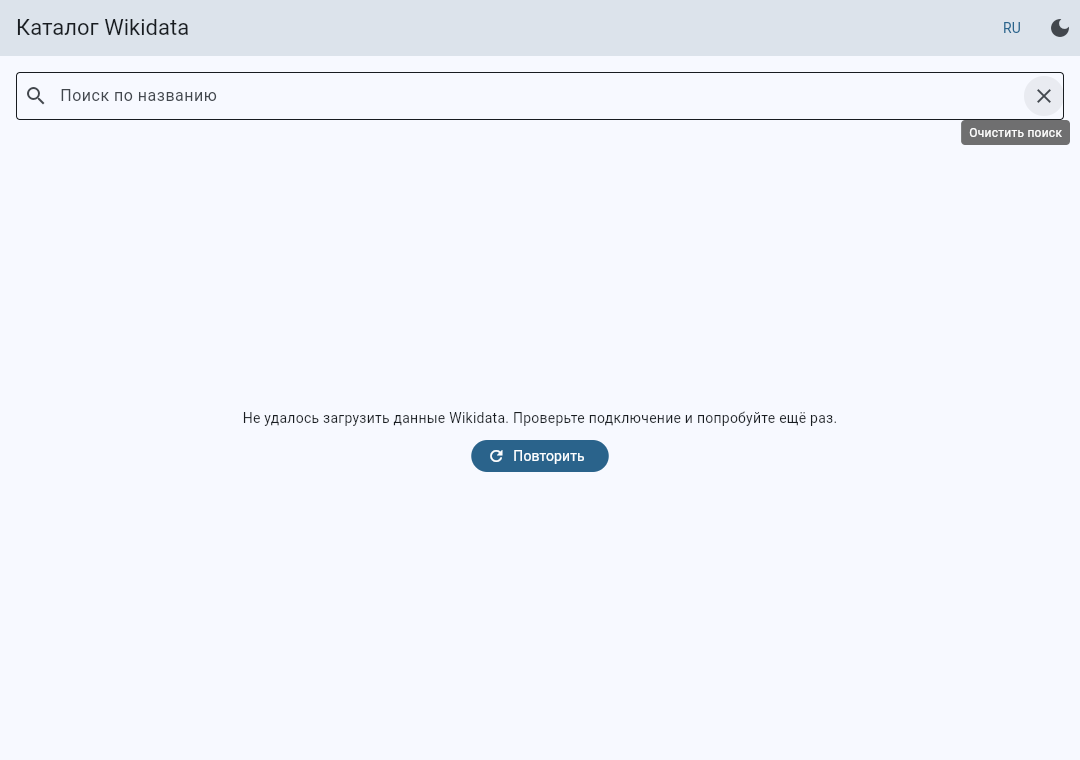 Каталог Wikidata
RU
Поиск по названию
Очистить поиск
Не удалось загрузить данные Wikidata. Проверьте подключение и попробуйте ещё раз.
Повторить